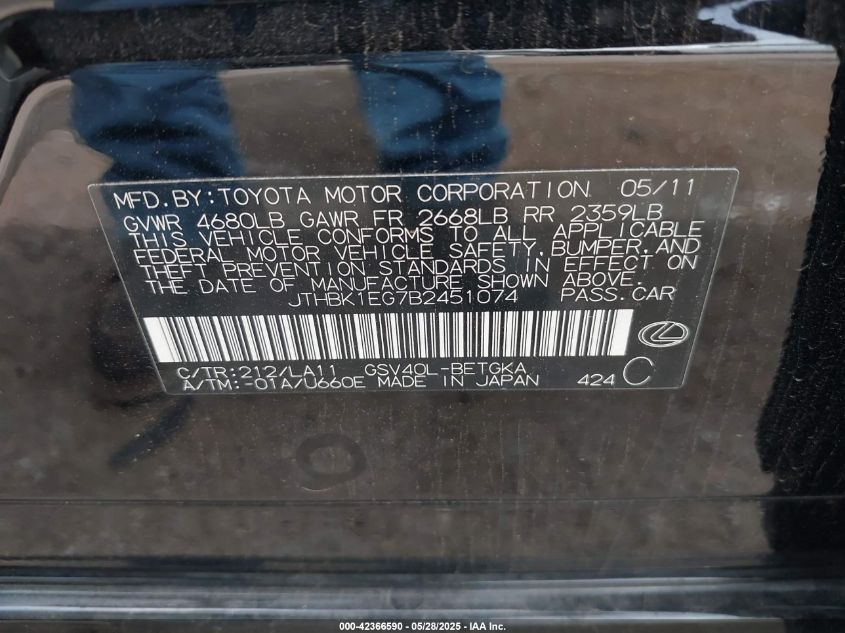 MFD.BY:TOYOTA MOTOR CORPORATION 05/11
GVWR 4680LB GAWR FR 2668LB RR 2359LB
THIS VEHICLE CONFORMS TO ALL APPLICABLE
FEDERAL MOTOR VEHICLE SAFETY,BUMPER,AND
THEFT PREVENTION STANDARDS IN EFFECT ON
THE DATE OF MANUFACTURE SHOWN ABOVE.
JTHBK1EG7B2451074 PASS.CAR
C/TR:212/LA11 GSV40L-BETGKA
A/TM:-01A/U660E MADE IN JAPAN 424 C
000-42366590 - 05/28/2025 - IAA Inc.